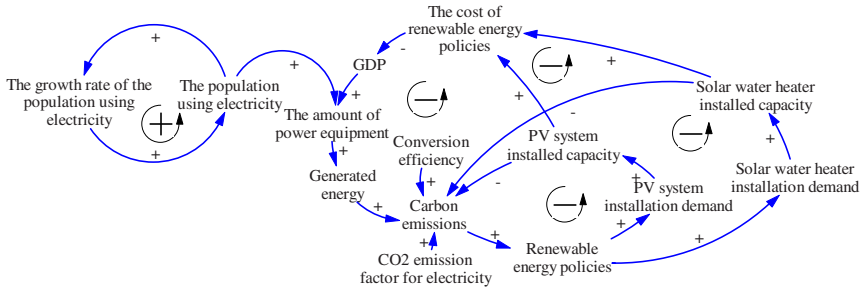 The cost of
renewable energy
policies
+
-
GDP
+
+
The growth rate of the
population using
electricity
The population
using electricity
+
+
The amount of
power equipment
+
Solar water heater
installed capacity
+
-
PV system
installed capacity
Conversion
efficiency
+
+
Generated
energy
+
-
+
PV system
installation demand
Solar water heater
installation demand
+
Carbon
emissions
+
+
+
+
Renewable
energy policies
CO2 emission
factor for electricity